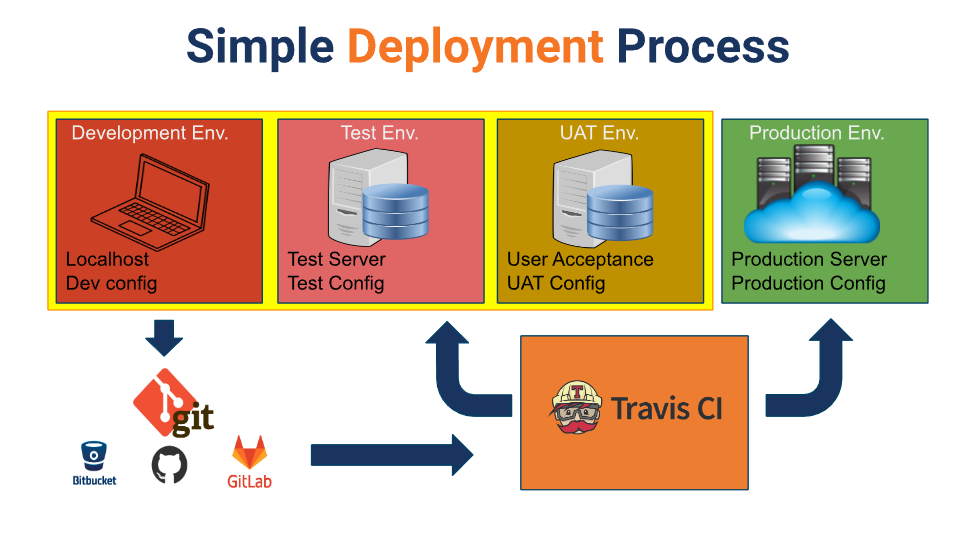 Simple Deployment Process
Development Env.
Localhost
Dev config
Test Env.
Test Server
Test Config
UAT Env.
User Acceptance
UAT Config
Production Env.
Production Server
Production Config
git
Bitbucket
GitLab
T
Travis CI